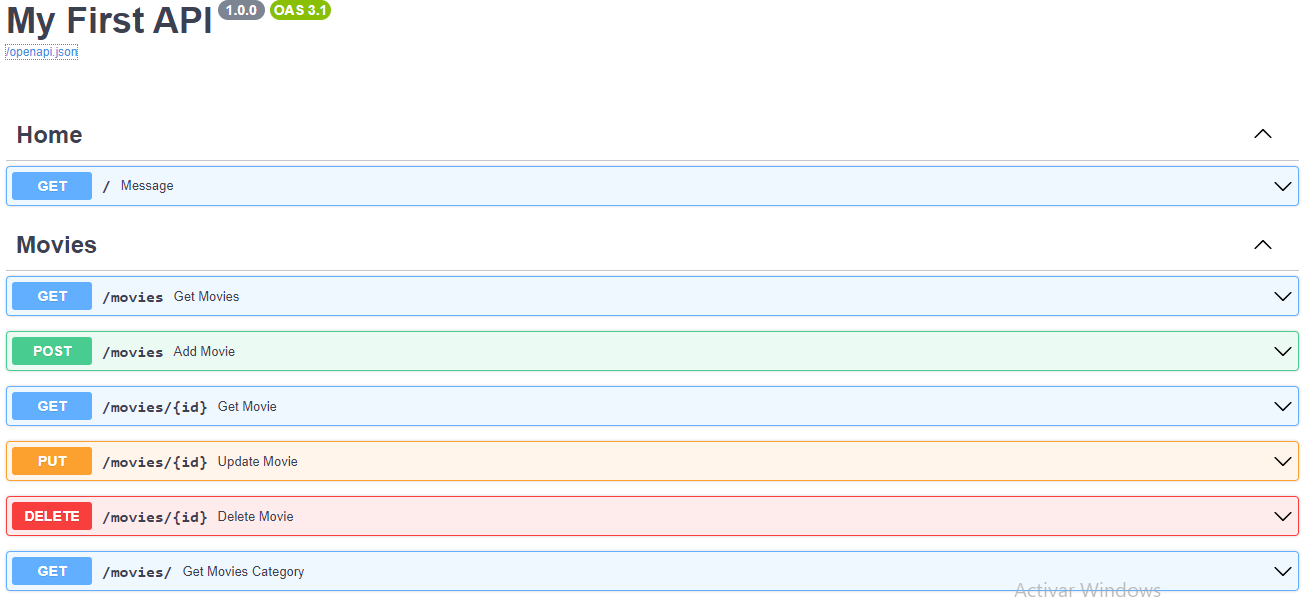 My First API 1.0.0 OAS 3.1
/openapi.json
Home
GET / Message
Movies
GET /movies Get Movies
POST /movies Add Movie
GET /movies/{id} Get Movie
PUT /movies/{id} Update Movie
DELETE /movies/{id} Delete Movie
GET /movies/ Get Movies Category
Activar Windows